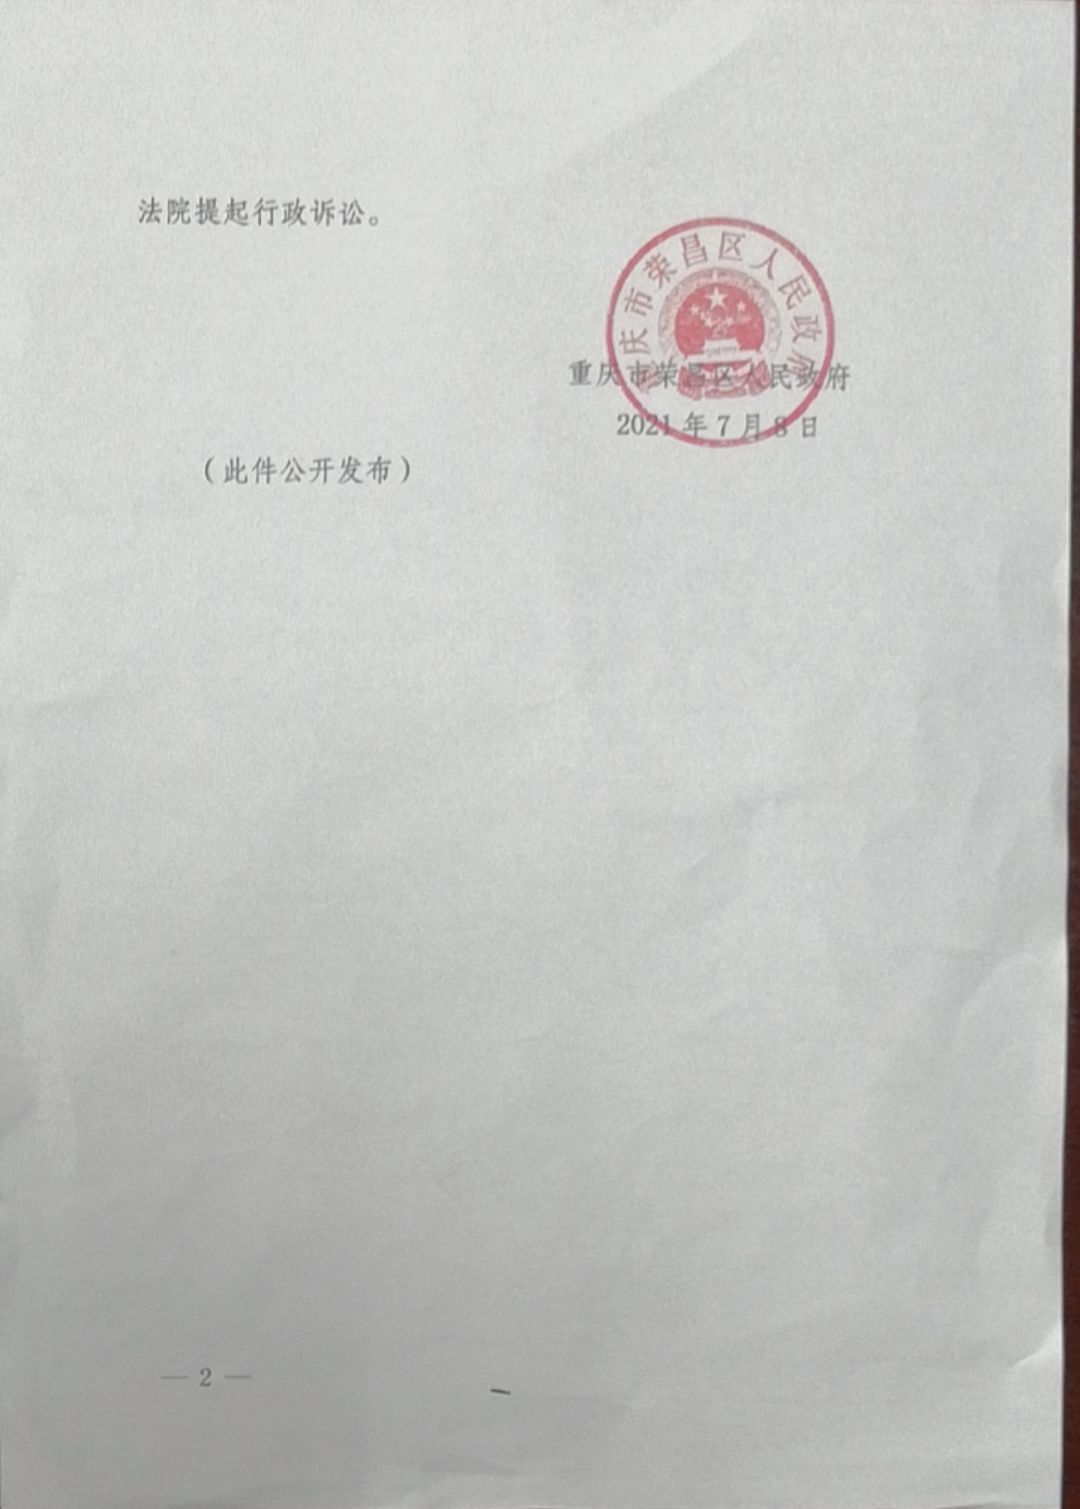 法院提起行政诉讼。
重庆市荣昌区人民政府
重庆市荣昌区人民政府
2021年7月8日
（此件公开发布）
— 2 —